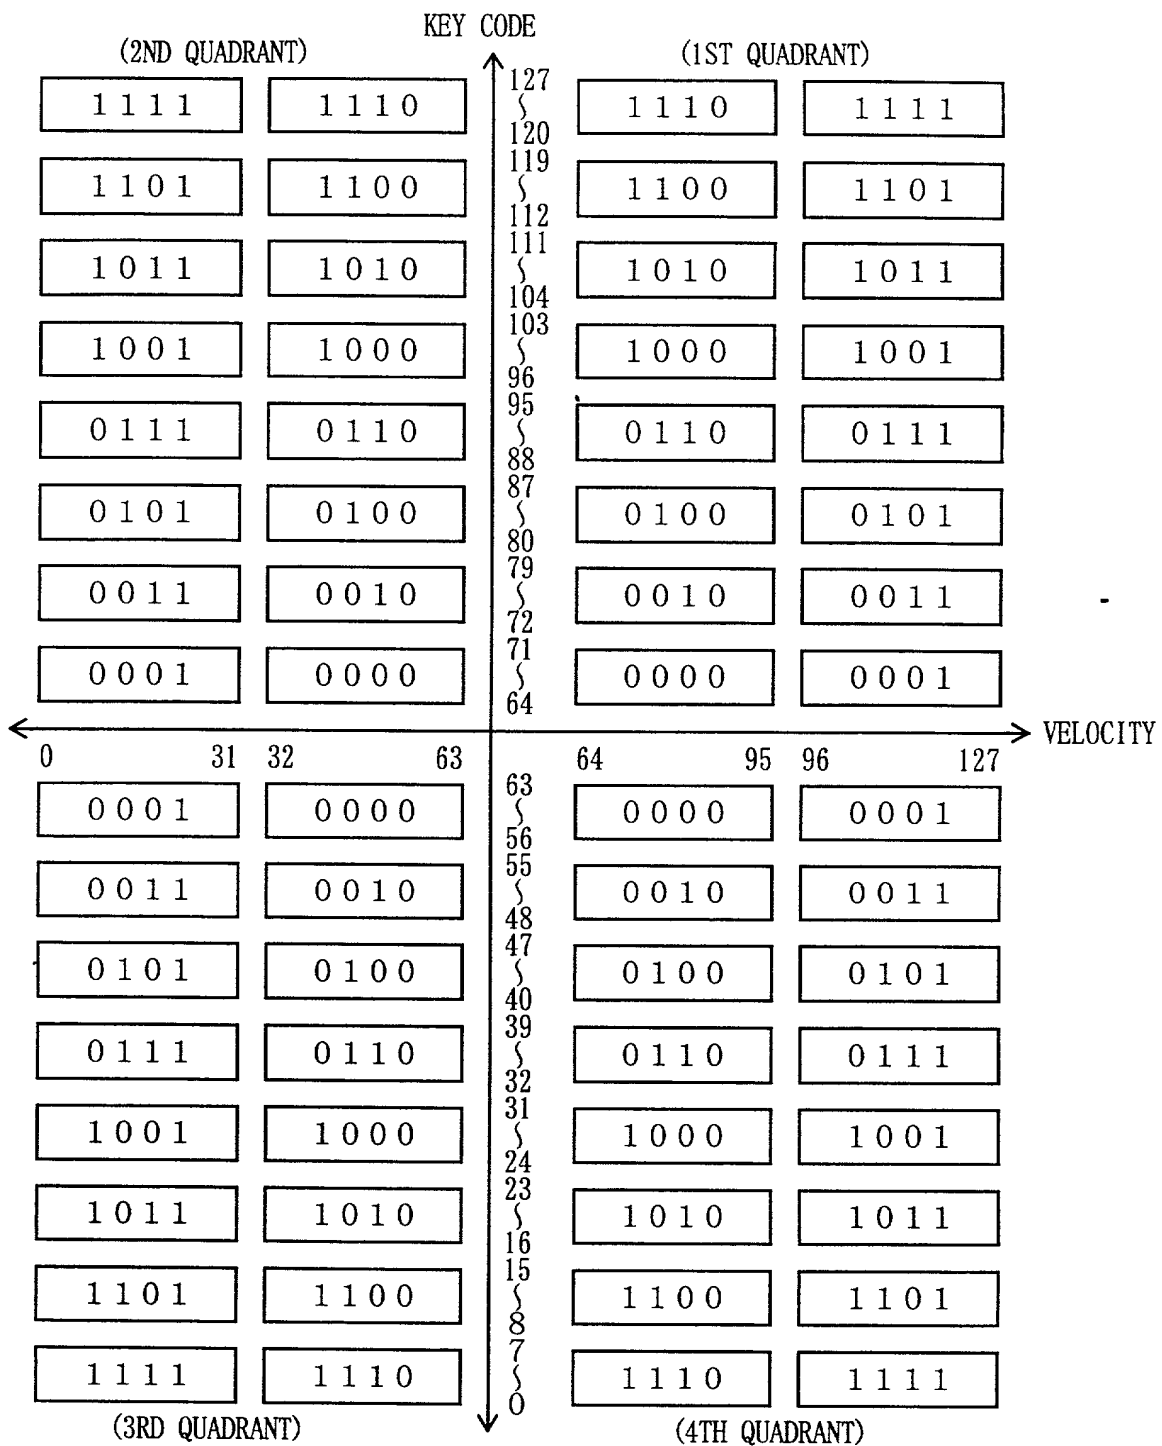 KEY CODE
(2ND QUADRANT) (1ST QUADRANT)
127
1111 1110 ∫ 1110 1111
120
119
1101 1100 ∫ 1100 1101
112
111
1011 1010 ∫ 1010 1011
104
103
1001 1000 ∫ 1000 1001
96
95
0111 0110 ∫ 0110 0111
88
87
0101 0100 ∫ 0100 0101
80
79
0011 0010 ∫ 0010 0011
72
71
0001 0000 ∫ 0000 0001
64
VELOCITY
0 31 32 63 64 95 96 127
63
0001 0000 ∫ 0000 0001
56
55
0011 0010 ∫ 0010 0011
48
47
0101 0100 ∫ 0100 0101
40
39
0111 0110 ∫ 0110 0111
32
31
1001 1000 ∫ 1000 1001
24
23
1011 1010 ∫ 1010 1011
16
15
1101 1100 ∫ 1100 1101
8
7
1111 1110 ∫ 1110 1111
0
(3RD QUADRANT) (4TH QUADRANT)